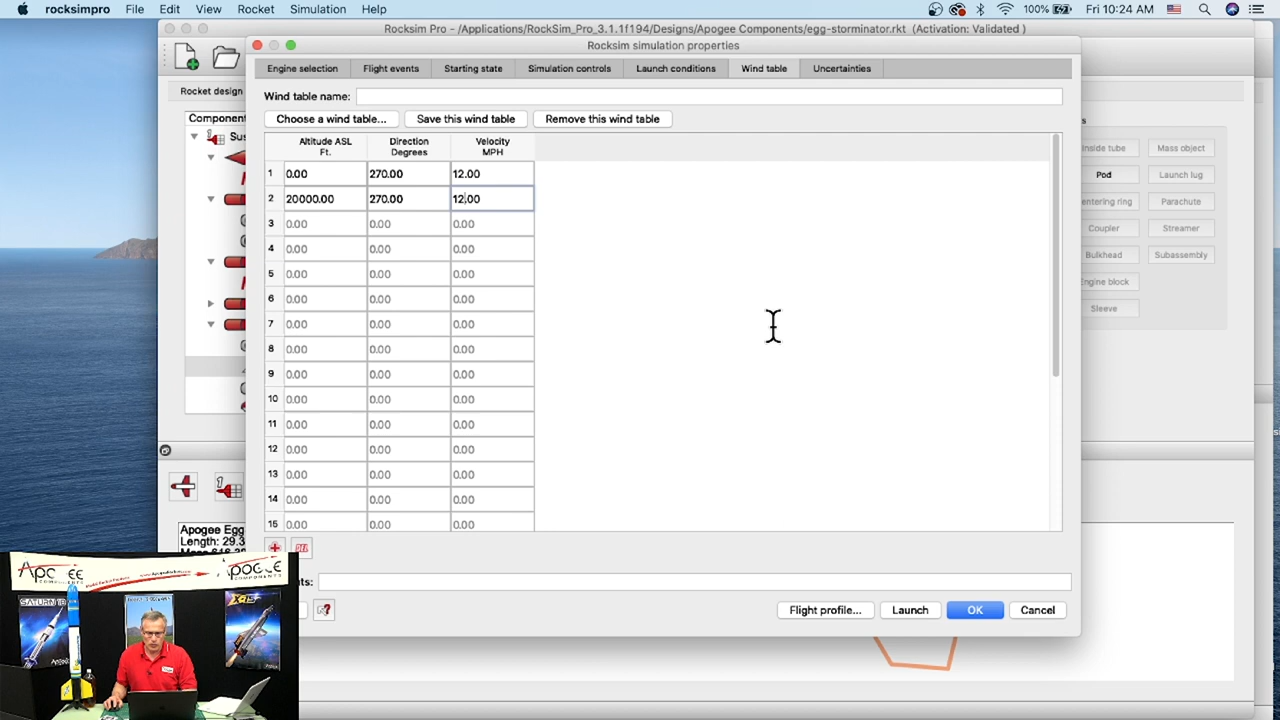 rocksimpro File Edit View Rocket Simulation Help 100% Fri 10:24 AM
Rocksim Pro - /Applications/RockSim_Pro_3.1.1f194/Designs/Apogee Components/egg-storminator.rkt (Activation: Validated )
Rocksim simulation properties
Engine selection Flight events Starting state Simulation controls Launch conditions Wind table Uncertainties
Rocket design
Wind table name:
Choose a wind table... Save this wind table Remove this wind table
Altitude ASL Direction Velocity
Ft. Degrees MPH
1 0.00 270.00 12.00
2 20000.00 270.00 12.00
3 0.00 0.00 0.00
4 0.00 0.00 0.00
5 0.00 0.00 0.00
6 0.00 0.00 0.00
7 0.00 0.00 0.00
8 0.00 0.00 0.00
9 0.00 0.00 0.00
10 0.00 0.00 0.00
11 0.00 0.00 0.00
12 0.00 0.00 0.00
13 0.00 0.00 0.00
14 0.00 0.00 0.00
15 0.00 0.00 0.00
DEL
Flight profile... Launch OK Cancel
Componen
Sus
inside tube Mass object
Pod Launch lug
entering ring Parachute
Coupler Streamer
Bulkhead Subassembly
Engine block
Sleeve
Apogee Egg
Length: 29.3
Apogee Apogee
COMPONENTS COMPONENTS
SATURN 1B